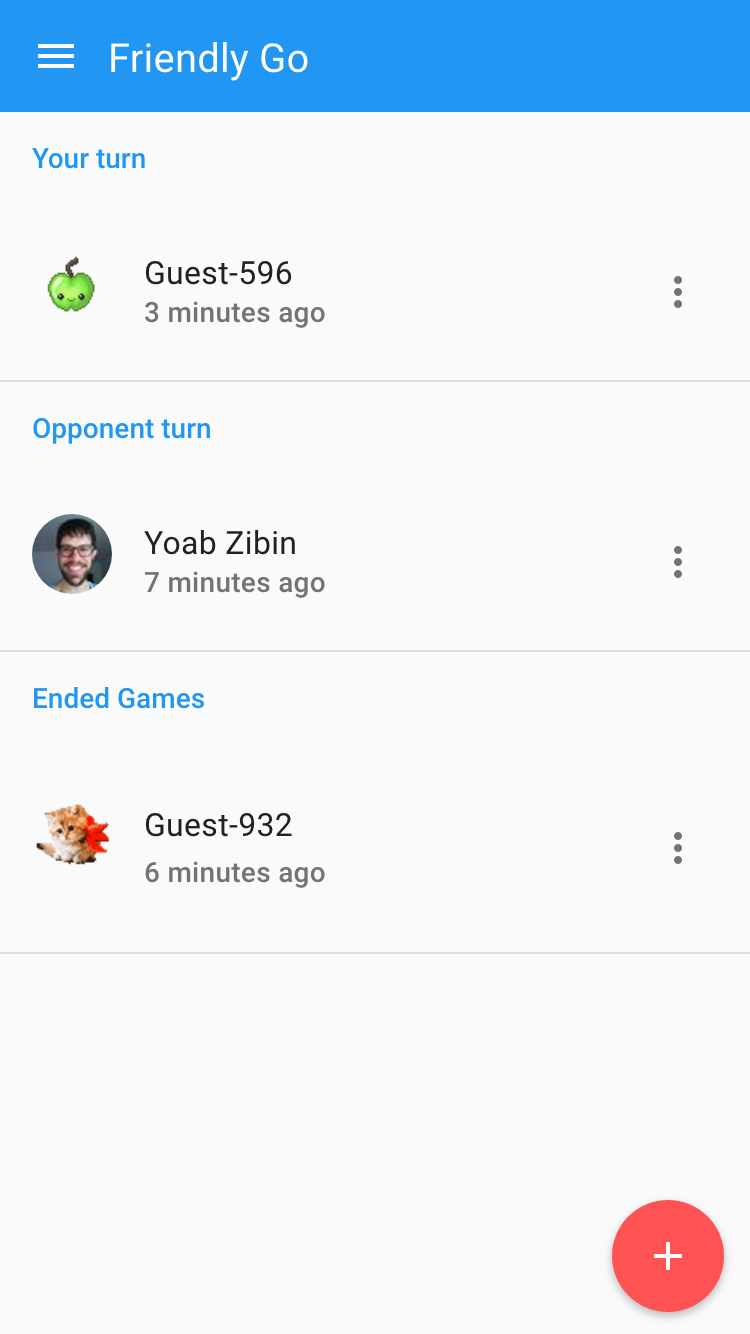 Friendly Go
Your turn
Guest-596
3 minutes ago
Opponent turn
Yoab Zibin
7 minutes ago
Ended Games
Guest-932
6 minutes ago